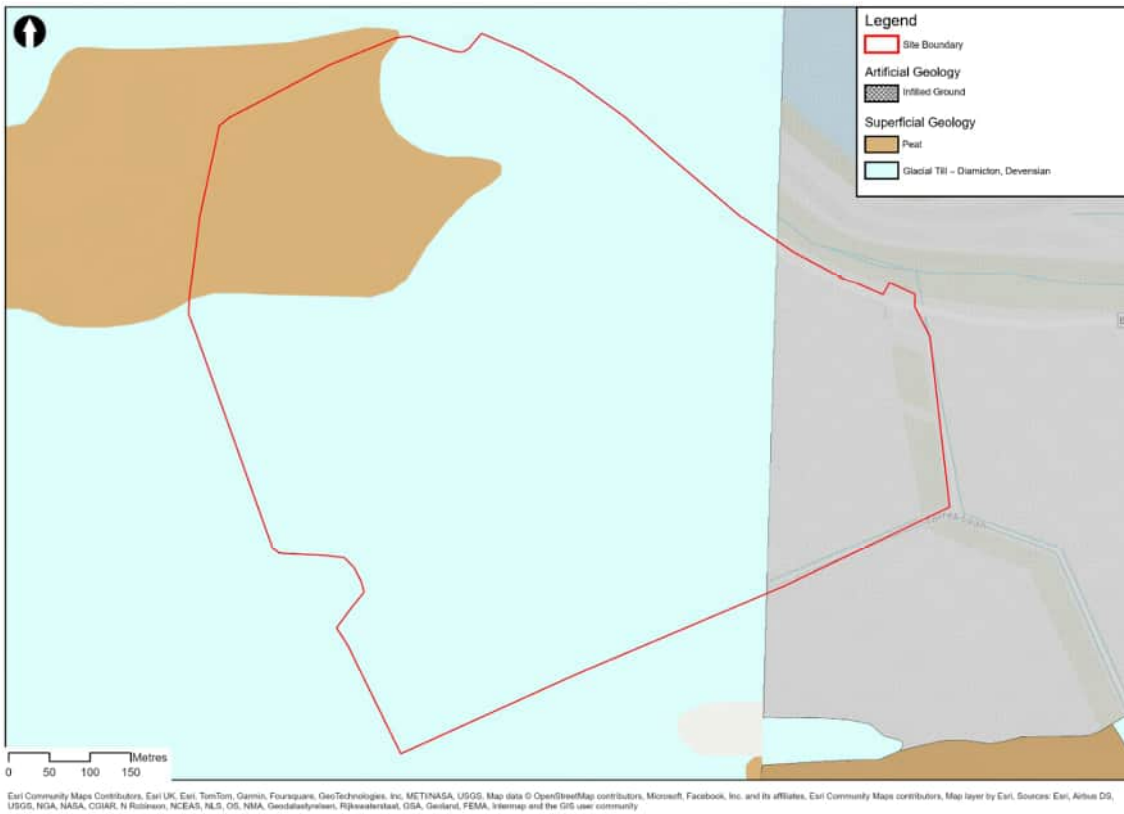 Legend
Site Boundary
Artificial Geology
Infilled Ground
Superficial Geology
Peat
Glacial Till – Diamicton, Devensian
Metres
0 50 100 150
Esri Community Maps Contributors, Esri UK, Esri, TomTom, Garmin, Foursquare, GeoTechnologies, Inc, METI/NASA, USGS, Map data © OpenStreetMap contributors, Microsoft, Facebook, Inc. and its affiliates, Esri Community Maps contributors, Map layer by Esri, Sources: Esri, Airbus DS,
USGS, NGA, NASA, CGIAR, N Robinson, NCEAS, NLS, OS, NMA, Geodatastyrelsen, Rijkswaterstaat, GSA, Geoland, FEMA, Intermap and the GIS user community